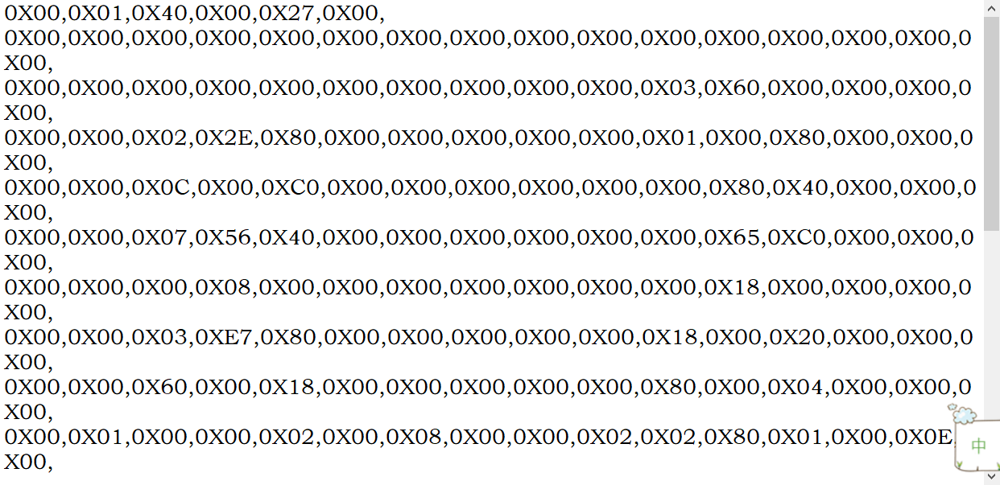 0X00,0X01,0X40,0X00,0X27,0X00,
0X00,0X00,0X00,0X00,0X00,0X00,0X00,0X00,0X00,0X00,0X00,0X00,0X00,0X00,0X00,0
X00,
0X00,0X00,0X00,0X00,0X00,0X00,0X00,0X00,0X00,0X00,0X03,0X60,0X00,0X00,0X00,0
X00,
0X00,0X00,0X02,0X2E,0X80,0X00,0X00,0X00,0X00,0X00,0X01,0X00,0X80,0X00,0X00,0
X00,
0X00,0X00,0X0C,0X00,0XC0,0X00,0X00,0X00,0X00,0X00,0X00,0X80,0X40,0X00,0X00,0
X00,
0X00,0X00,0X07,0X56,0X40,0X00,0X00,0X00,0X00,0X00,0X00,0X65,0XC0,0X00,0X00,0
X00,
0X00,0X00,0X00,0X08,0X00,0X00,0X00,0X00,0X00,0X00,0X00,0X18,0X00,0X00,0X00,0
X00,
0X00,0X00,0X03,0XE7,0X80,0X00,0X00,0X00,0X00,0X00,0X18,0X00,0X20,0X00,0X00,0
X00,
0X00,0X00,0X60,0X00,0X18,0X00,0X00,0X00,0X00,0X00,0X80,0X00,0X04,0X00,0X00,0
X00,
0X00,0X01,0X00,0X00,0X02,0X00,0X08,0X00,0X00,0X02,0X02,0X80,0X01,0X00,0X0E
X00,
中